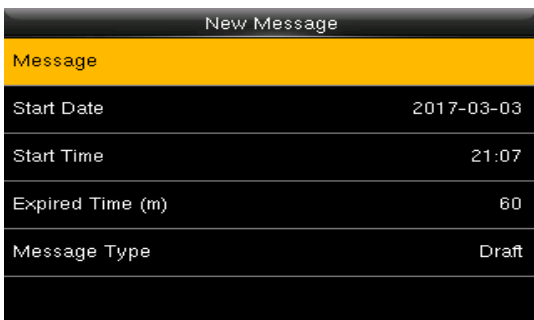 New Message
Message
Start Date 2017-03-03
Start Time 21:07
Expired Time (m) 60
Message Type Draft